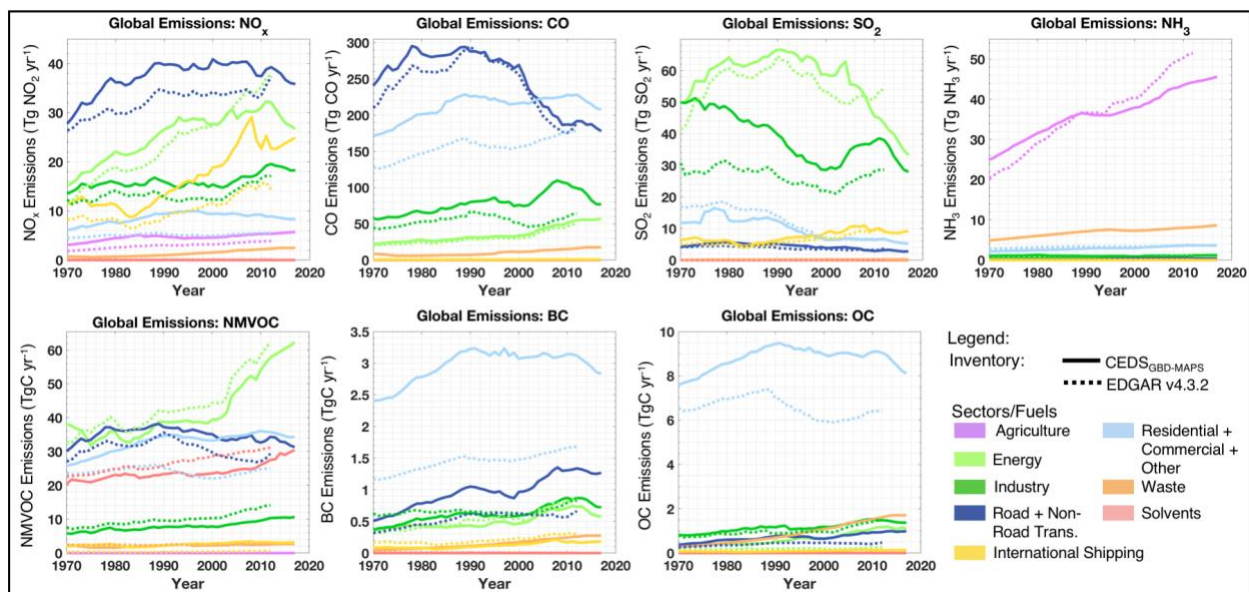 Global Emissions: NOx
Global Emissions: CO
Global Emissions: SO2
Global Emissions: NH3
NOx Emissions (Tg NO2 yr-1)
40
30
20
10
0
1970 1980 1990 2000 2010 2020
Year
CO Emissions (Tg CO yr-1)
300
250
200
150
100
50
0
1970 1980 1990 2000 2010 2020
Year
SO2 Emissions (Tg SO2 yr-1)
60
50
40
30
20
10
0
1970 1980 1990 2000 2010 2020
Year
NH3 Emissions (Tg NH3 yr-1)
50
40
30
20
10
0
1970 1980 1990 2000 2010 2020
Year
Global Emissions: NMVOC
Global Emissions: BC
Global Emissions: OC
NMVOC Emissions (TgC yr-1)
60
50
40
30
20
10
0
1970 1980 1990 2000 2010 2020
Year
BC Emissions (TgC yr-1)
3.5
3
2.5
2
1.5
1
0.5
0
1970 1980 1990 2000 2010 2020
Year
OC Emissions (TgC yr-1)
10
8
6
4
2
0
1970 1980 1990 2000 2010 2020
Year
Legend:
Inventory:
CEDSGBD-MAPS
EDGAR v4.3.2
Sectors/Fuels
Agriculture
Energy
Industry
Road + Non-
Road Trans.
International Shipping
Residential +
Commercial +
Other
Waste
Solvents